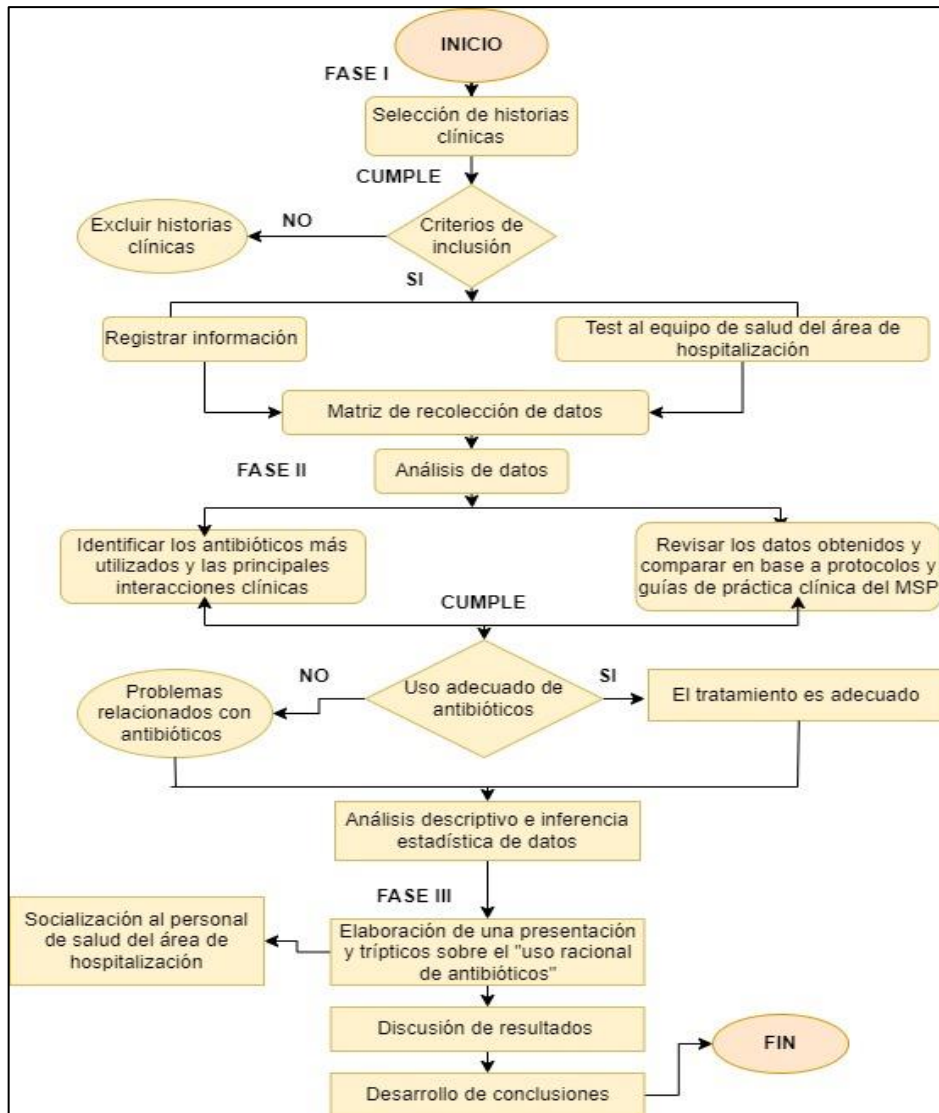 INICIO
FASE I
Selección de historias
clínicas
CUMPLE
Criterios de
inclusión
NO
Excluir historias
clínicas
SI
Registrar información
Test al equipo de salud del área de
hospitalización
Matriz de recolección de datos
FASE II
Análisis de datos
Identificar los antibióticos más
utilizados y las principales
interacciones clínicas
Revisar los datos obtenidos y
comparar en base a protocolos y
guías de práctica clínica del MSP
CUMPLE
Uso adecuado de
antibióticos
NO
Problemas
relacionados con
antibióticos
SI
El tratamiento es adecuado
Análisis descriptivo e inferencia
estadística de datos
FASE III
Elaboración de una presentación
y trípticos sobre el "uso racional
de antibióticos"
Socialización al personal
de salud del área de
hospitalización
Discusión de resultados
Desarrollo de conclusiones
FIN